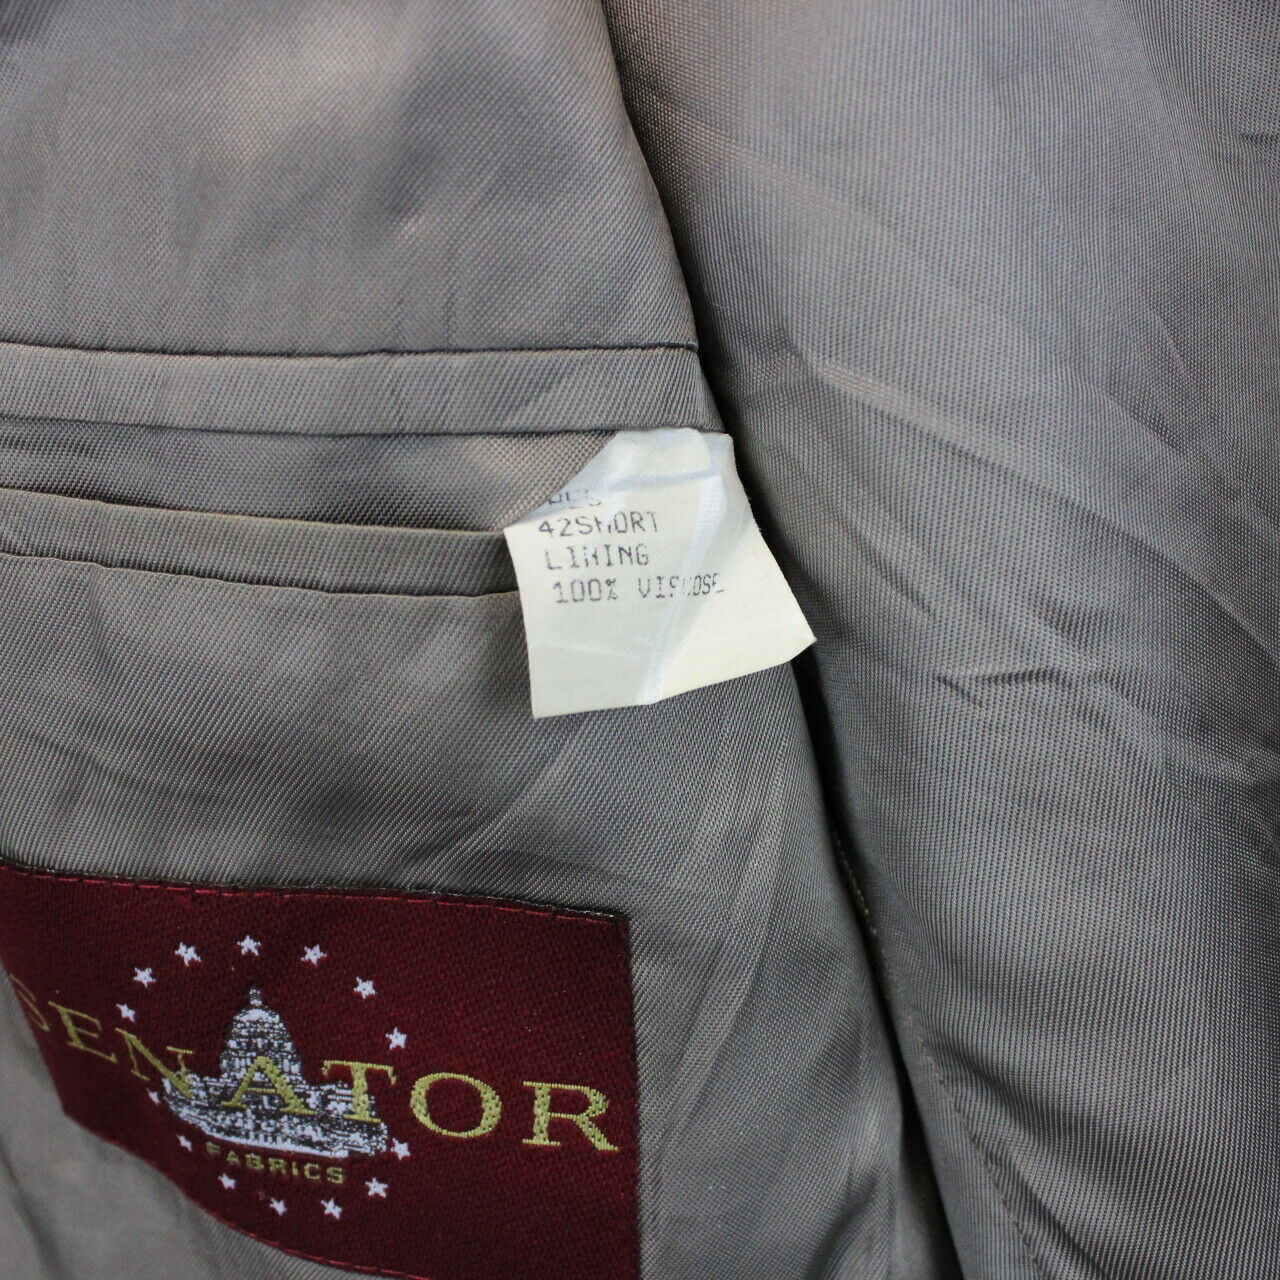 42SHORT
LINING
100% VISCOSE
SENATOR
FABRICS